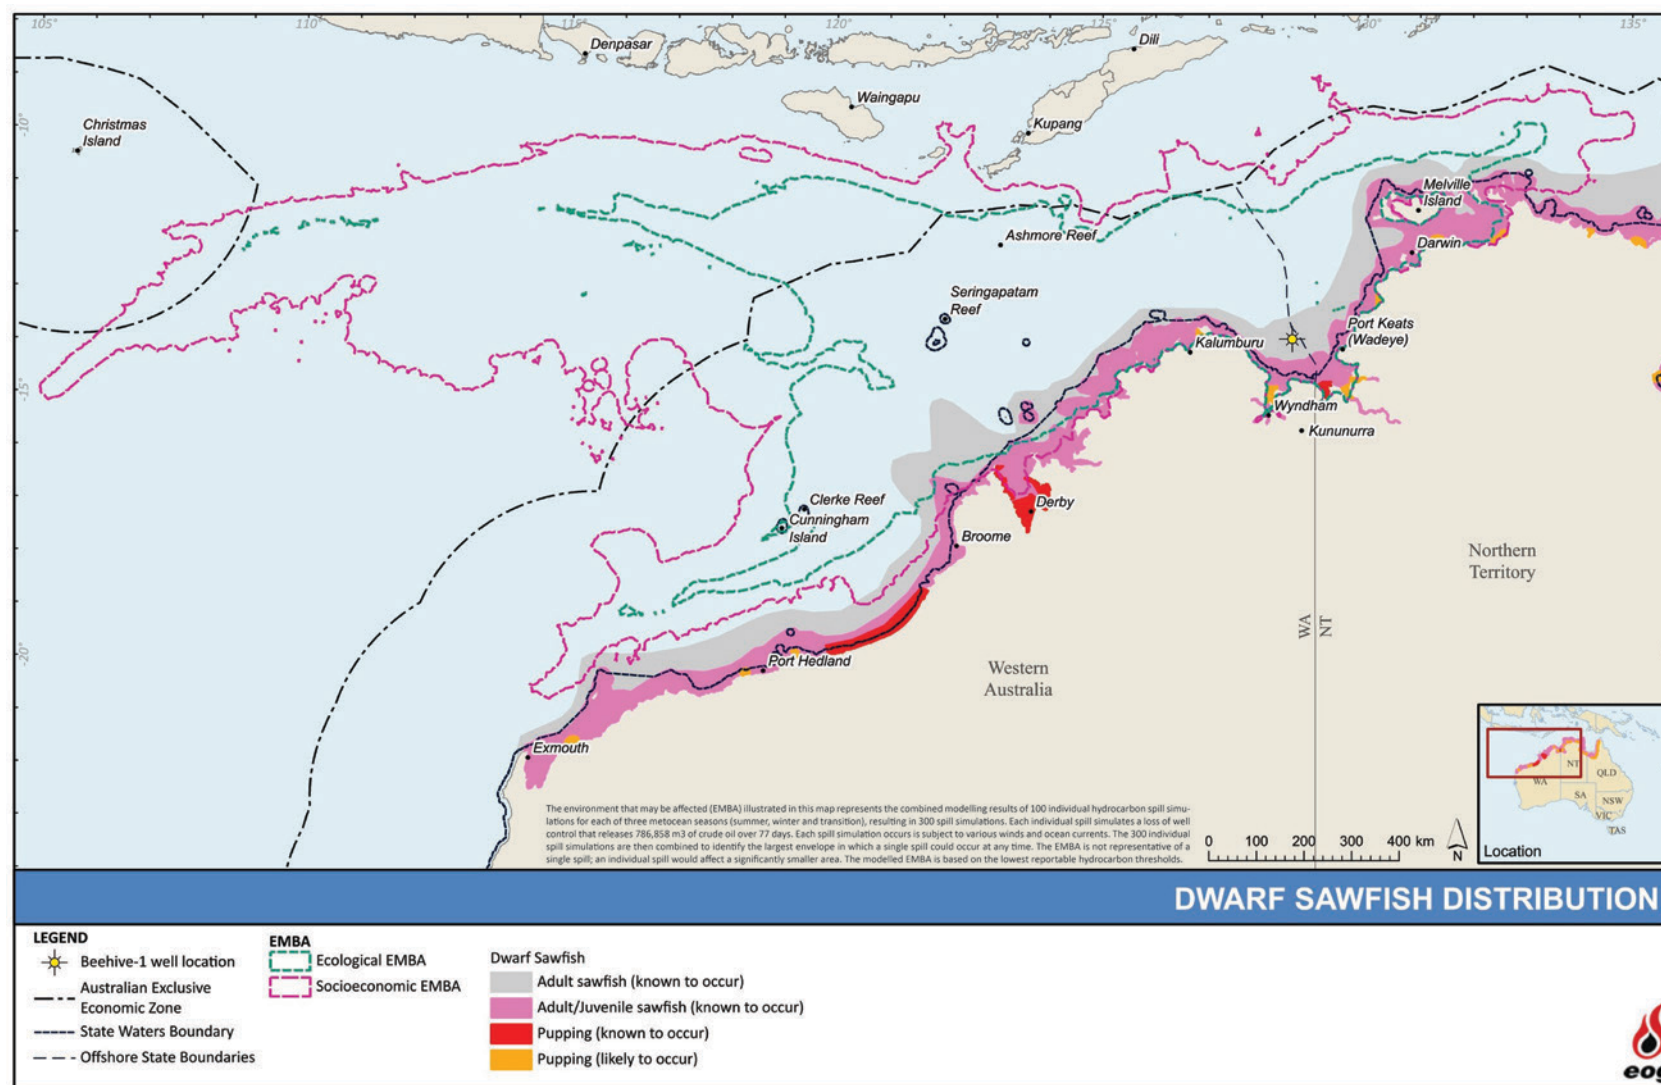 105°
110°
115°
120°
125°
130°
135°
-10°
-15°
-20°
Denpasar
Dili
Waingapu
Kupang
Christmas
Island
Melville
Island
Ashmore Reef
Darwin
Seringapatam
Reef
Port Keats
(Wadeye)
Kalumburu
Wyndham
Kununurra
Clerke Reef
Cunningham
Island
Derby
Broome
Northern
Territory
WA
NT
Port Hedland
Western
Australia
Exmouth
The environment that may be affected (EMBA) illustrated in this map represents the combined modelling results of 100 individual hydrocarbon spill simu-
lations for each of three metocean seasons (summer, winter and transition), resulting in 300 spill simulations. Each individual spill simulates a loss of well
control that releases 786,858 m3 of crude oil over 77 days. Each spill simulation occurs is subject to various winds and ocean currents. The 300 individual
spill simulations are then combined to identify the largest envelope in which a single spill could occur at any time. The EMBA is not representative of a
single spill; an individual spill would affect a significantly smaller area. The modelled EMBA is based on the lowest reportable hydrocarbon thresholds.
0 100 200 300 400 km
N
WA
NT
QLD
SA
NSW
VIC
TAS
Location
DWARF SAWFISH DISTRIBUTION
LEGEND
Beehive-1 well location
Australian Exclusive
Economic Zone
State Waters Boundary
Offshore State Boundaries
EMBA
Ecological EMBA
Socioeconomic EMBA
Dwarf Sawfish
Adult sawfish (known to occur)
Adult/Juvenile sawfish (known to occur)
Pupping (known to occur)
Pupping (likely to occur)
eog